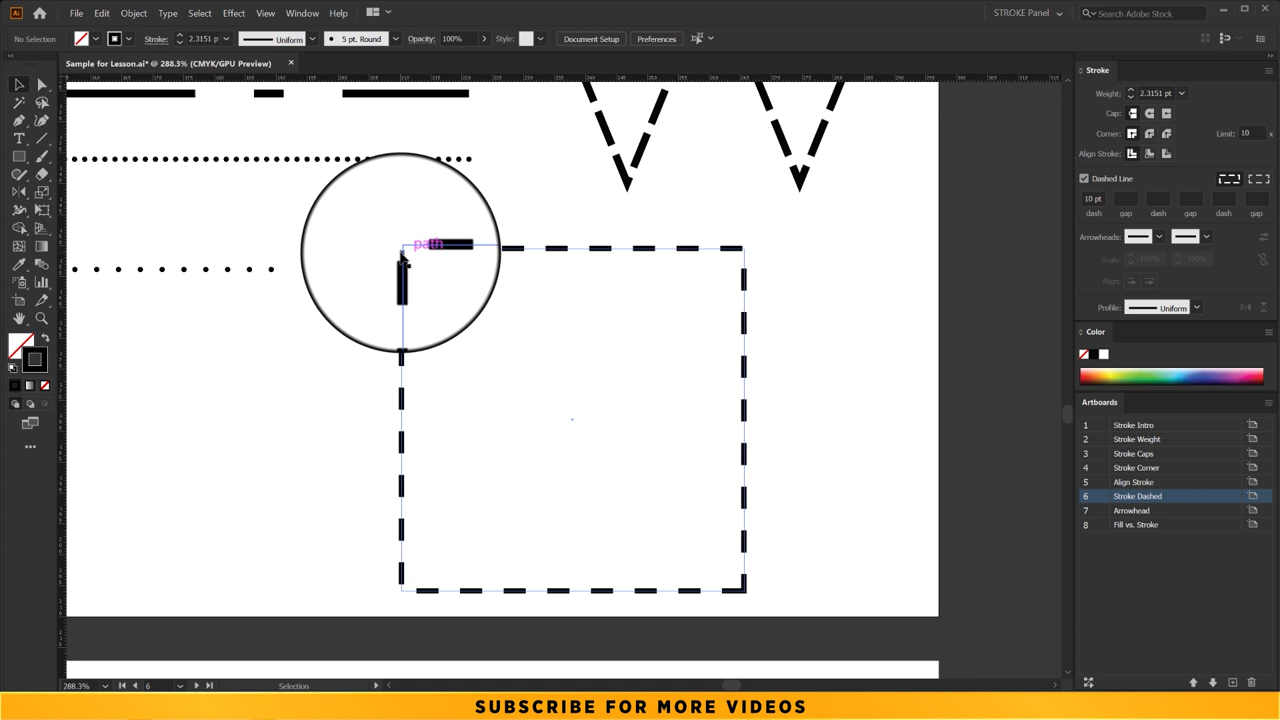 Ai File Edit Object Type Select Effect View Window Help STROKE Panel Search Adobe Stock
No Selection Stroke: 2.3151 pt Uniform 5 pt. Round Opacity: 100% Style: Document Setup Preferences
Sample for Lesson.ai* @ 288.3% (CMYK/GPU Preview)
Stroke
Weight: 2.3151 pt
Cap:
Corner: Limit: 10 x
Align Stroke:
Dashed Line
10 pt
dash gap dash gap dash gap
Arrowheads:
Scale: 100% 100%
Align:
Profile: Uniform
path
Color
Artboards
1 Stroke Intro
2 Stroke Weight
3 Stroke Caps
4 Stroke Corner
5 Align Stroke
6 Stroke Dashed
7 Arrowhead
8 Fill vs. Stroke
288.3% 6 Selection
SUBSCRIBE FOR MORE VIDEOS